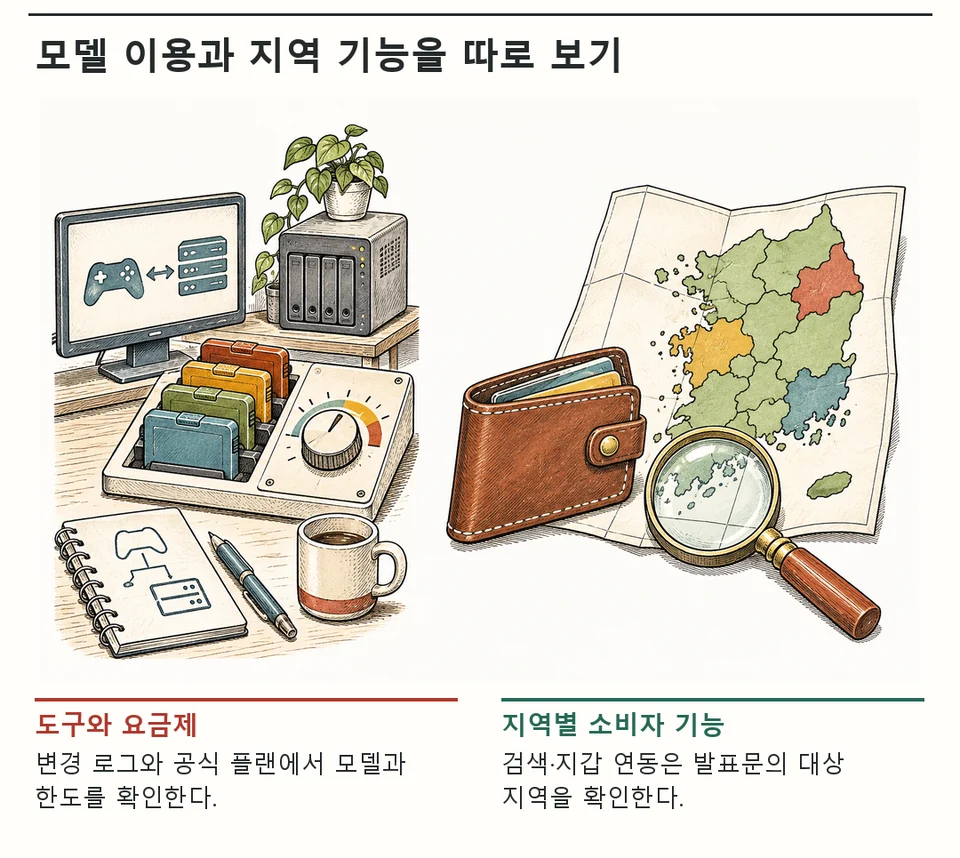 모델 이용과 지역 기능을 따로 보기
도구와 요금제
변경 로그와 공식 플랜에서 모델과
한도를 확인한다.
지역별 소비자 기능
검색·지갑 연동은 발표문의 대상
지역을 확인한다.